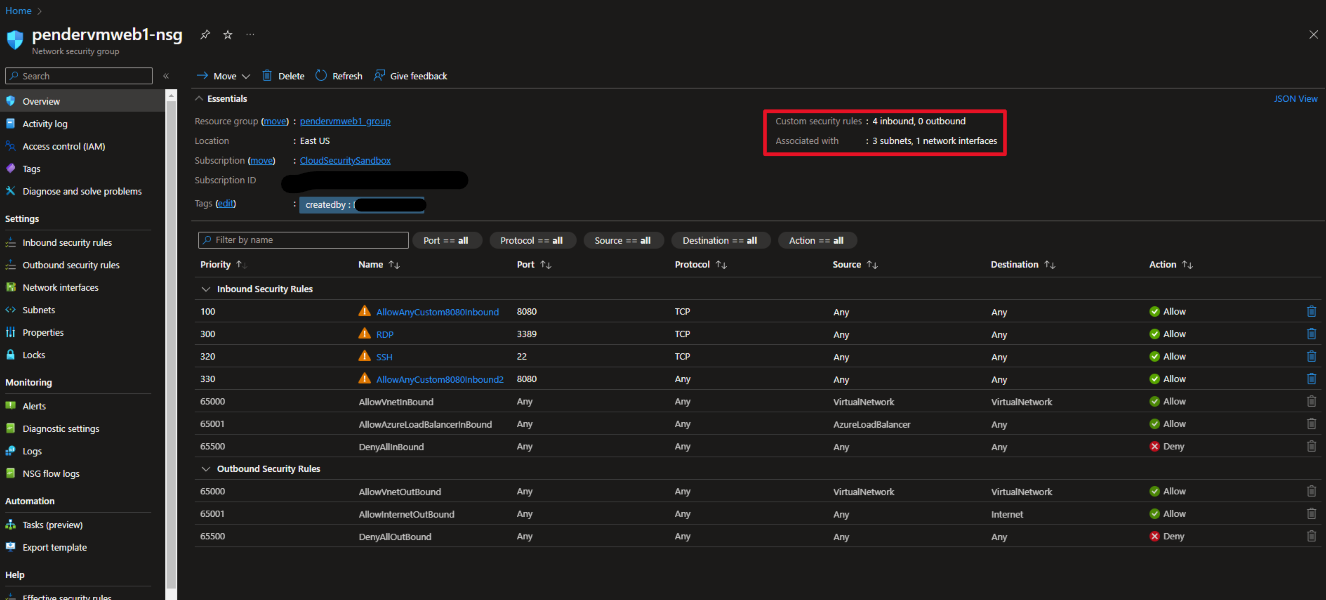 Home >
pendervmweb1-nsg ...
Network security group
Search «
Move Delete Refresh Give feedback
Overview
Activity log
Access control (IAM)
Tags
Diagnose and solve problems
Settings
Inbound security rules
Outbound security rules
Network interfaces
Subnets
Properties
Locks
Monitoring
Alerts
Diagnostic settings
Logs
NSG flow logs
Automation
Tasks (preview)
Export template
Help
Effective security rules
Essentials JSON View
Resource group (move) : pendervmweb1_group
Location : East US
Subscription (move) : CloudSecuritySandbox
Subscription ID
Tags (edit) : createdby :
Custom security rules : 4 inbound, 0 outbound
Associated with : 3 subnets, 1 network interfaces
Filter by name Port == all Protocol == all Source == all Destination == all Action == all
Priority ↑↓ Name ↑↓ Port ↑↓ Protocol ↑↓ Source ↑↓ Destination ↑↓ Action ↑↓
Inbound Security Rules
100 AllowAnyCustom8080Inbound 8080 TCP Any Any Allow
300 RDP 3389 TCP Any Any Allow
320 SSH 22 TCP Any Any Allow
330 AllowAnyCustom8080Inbound2 8080 Any Any Any Allow
65000 AllowVnetInBound Any Any VirtualNetwork VirtualNetwork Allow
65001 AllowAzureLoadBalancerInBound Any Any AzureLoadBalancer Any Allow
65500 DenyAllInBound Any Any Any Any Deny
Outbound Security Rules
65000 AllowVnetOutBound Any Any VirtualNetwork VirtualNetwork Allow
65001 AllowInternetOutBound Any Any Any Internet Allow
65500 DenyAllOutBound Any Any Any Any Deny